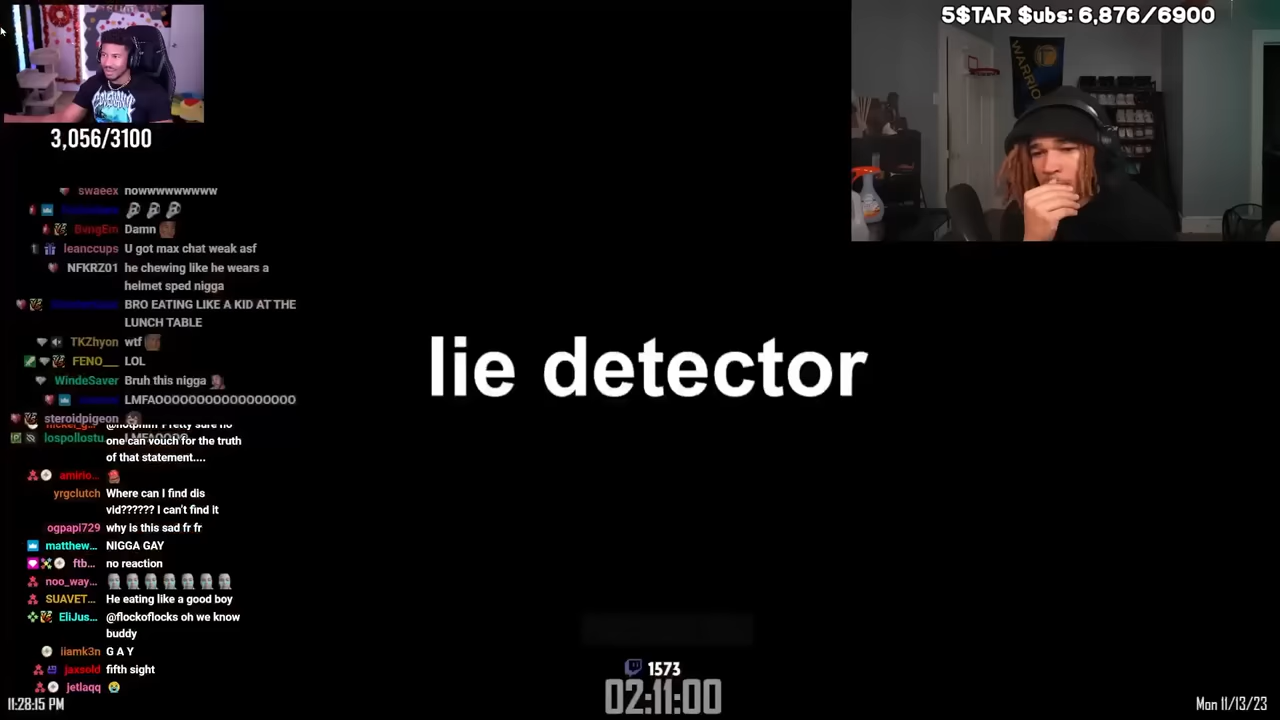 5$TAR $ubs: 6,876/6900
WARRIO
3,056/3100
swaeex nowwwwwwwwww
BvngEm Damn
leanccups U got max chat weak asf
NFKRZ01 he chewing like he wears a
helmet sped nigga
BRO EATING LIKE A KID AT THE
LUNCH TABLE
TKZhyon wtf
FENO___ LOL
WindeSaver Bruh this nigga
LMFAOOOOOOOOOOOOOOOOO
steroidpigeon
one can vouch for the truth
lospollostu
of that statement....
amirio...
yrgclutch Where can I find dis
vid?????? I can't find it
ogpapi729 why is this sad fr fr
matthew... NIGGA GAY
ftb... no reaction
noo_way...
SUAVET... He eating like a good boy
EliJus... @flockoflocks oh we know
buddy
iiamk3n G A Y
jaxsold fifth sight
jetlaqq
lie detector
1573
02:11:00
11:28:15 PM
Mon 11/13/23